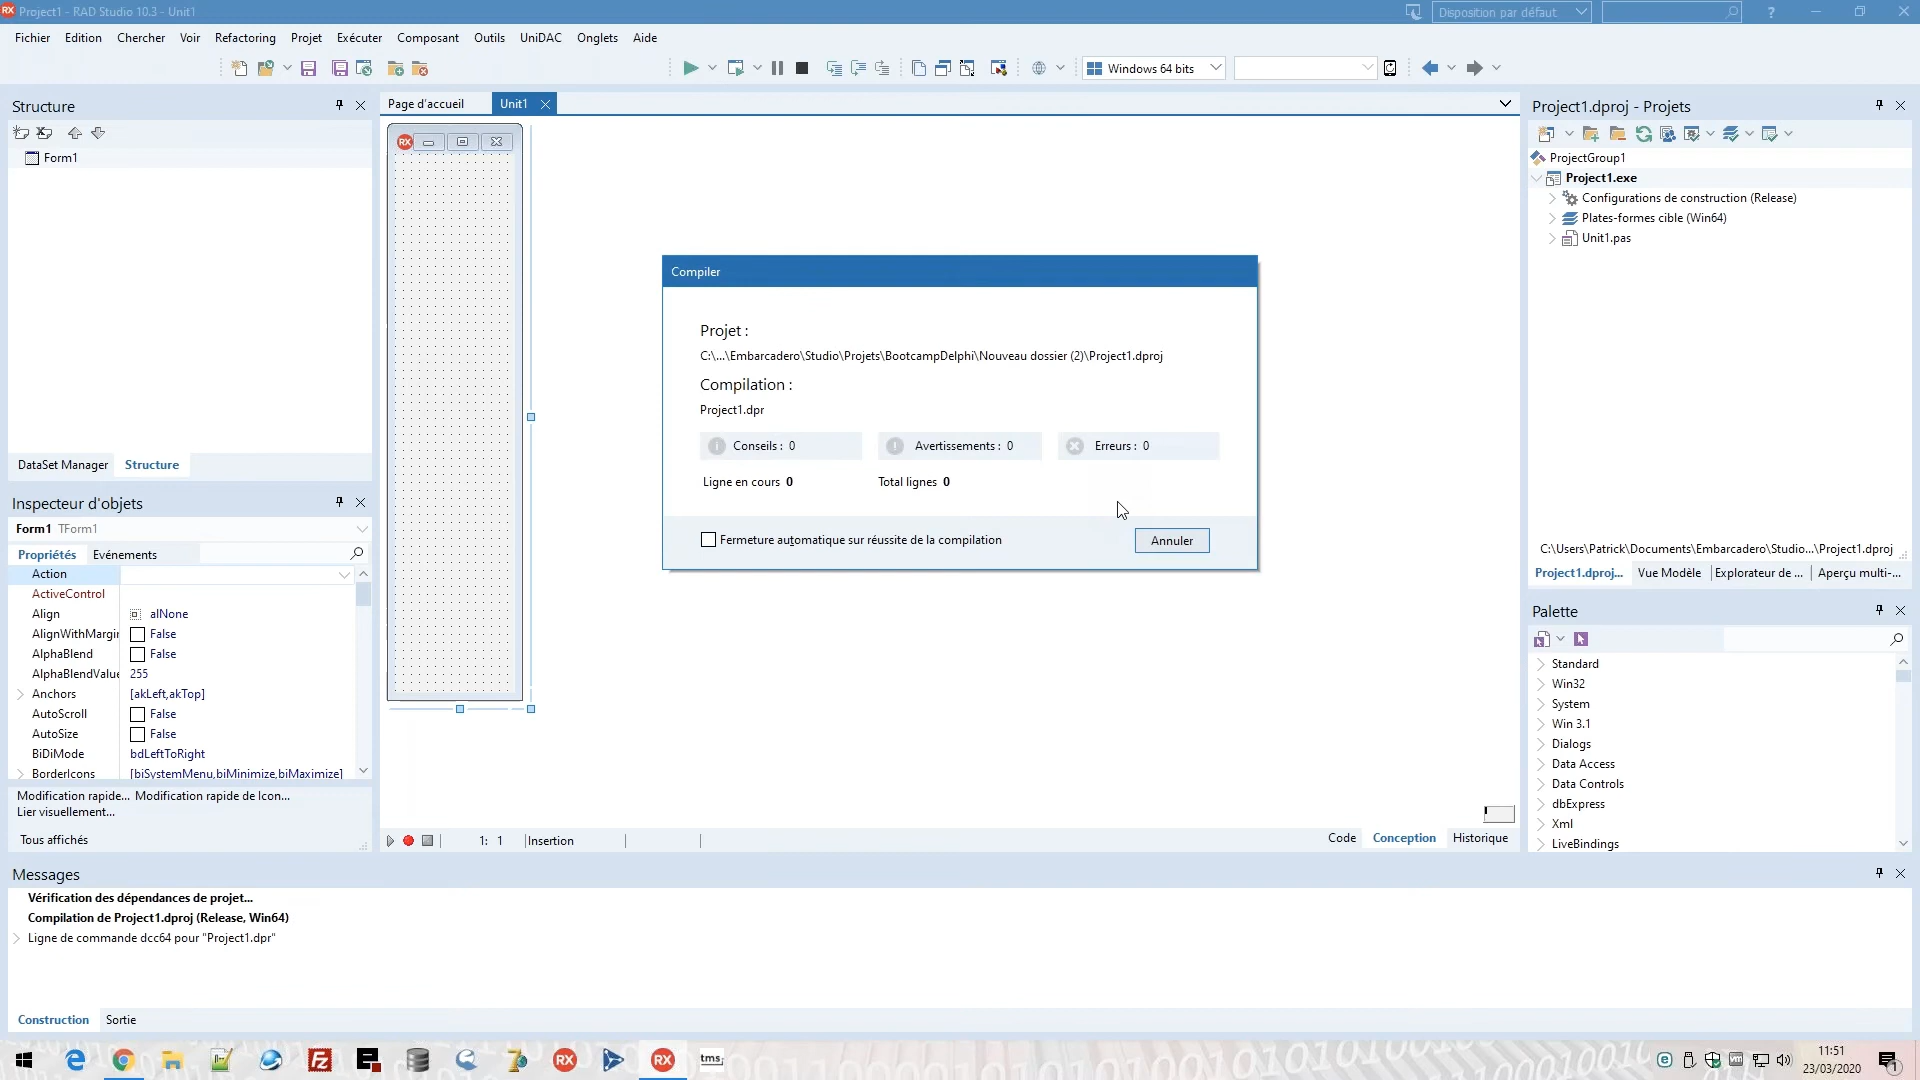 RX Project1 - RAD Studio 10.3 - Unit1
Disposition par défaut
?
Fichier Edition Chercher Voir Refactoring Projet Exécuter Composant Outils UniDAC Onglets Aide
Windows 64 bits
Structure
Form1
DataSet Manager Structure
Inspecteur d'objets
Form1 TForm1
Propriétés Evénements
Action
ActiveControl
Align alNone
AlignWithMargin False
AlphaBlend False
AlphaBlendValue 255
Anchors [akLeft,akTop]
AutoScroll False
AutoSize False
BiDiMode bdLeftToRight
BorderIcons [biSystemMenu,biMinimize,biMaximize]
Modification rapide... Modification rapide de Icon...
Lier visuellement...
Tous affichés
Page d'accueil Unit1
RX
Compiler
Projet :
C:\...\Embarcadero\Studio\Projets\BootcampDelphi\Nouveau dossier (2)\Project1.dproj
Compilation :
Project1.dpr
Conseils : 0 Avertissements : 0 Erreurs : 0
Ligne en cours 0 Total lignes 0
Fermeture automatique sur réussite de la compilation
Annuler
1: 1 Insertion
Code Conception Historique
Project1.dproj - Projets
ProjectGroup1
Project1.exe
Configurations de construction (Release)
Plates-formes cible (Win64)
Unit1.pas
C:\Users\Patrick\Documents\Embarcadero\Studio...\Project1.dproj
Project1.dproj... Vue Modèle Explorateur de ... Aperçu multi-...
Palette
Standard
Win32
System
Win 3.1
Dialogs
Data Access
Data Controls
dbExpress
Xml
LiveBindings
Messages
Vérification des dépendances de projet...
Compilation de Project1.dproj (Release, Win64)
Ligne de commande dcc64 pour "Project1.dpr"
Construction Sortie
RX RX tms
11:51
23/03/2020
1